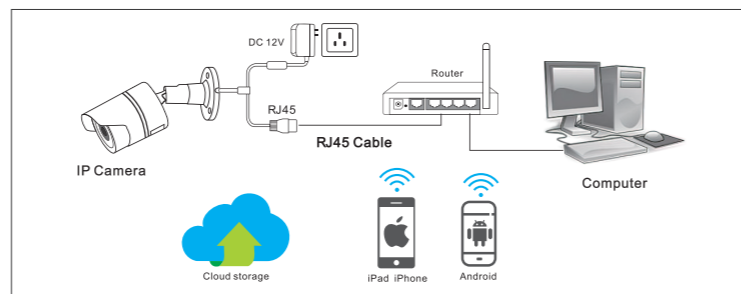 DC 12V
Router
RJ45
RJ45 Cable
IP Camera
Computer
Cloud storage
iPad iPhone
Android